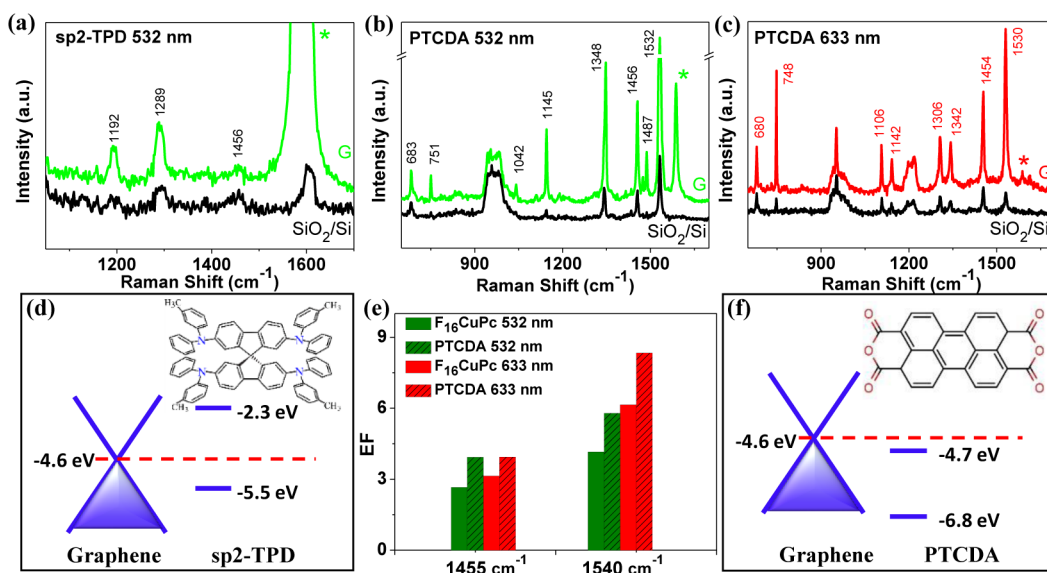 (a)
sp2-TPD 532 nm
*
1192
1289
1456
G
SiO2/Si
Intensity (a.u.)
1200 1400 1600
Raman Shift (cm-1)
(b)
PTCDA 532 nm
683
751
1042
1145
1348
1456
1487
1532
*
G
SiO2/Si
Intensity (a.u.)
900 1200 1500
Raman Shift (cm-1)
(c)
PTCDA 633 nm
680
748
1106
1142
1306
1342
1454
1530
*
G
SiO2/Si
Intensity (a.u.)
900 1200 1500
Raman Shift (cm-1)
(d)
H3C
CH3
N
N
N
N
CH3
CH3
-2.3 eV
-4.6 eV
-5.5 eV
Graphene sp2-TPD
(e)
F16CuPc 532 nm
PTCDA 532 nm
F16CuPc 633 nm
PTCDA 633 nm
EF
9
6
3
0
1455 cm-1 1540 cm-1
(f)
O
O
O
O
O
O
-4.6 eV
-4.7 eV
-6.8 eV
Graphene PTCDA